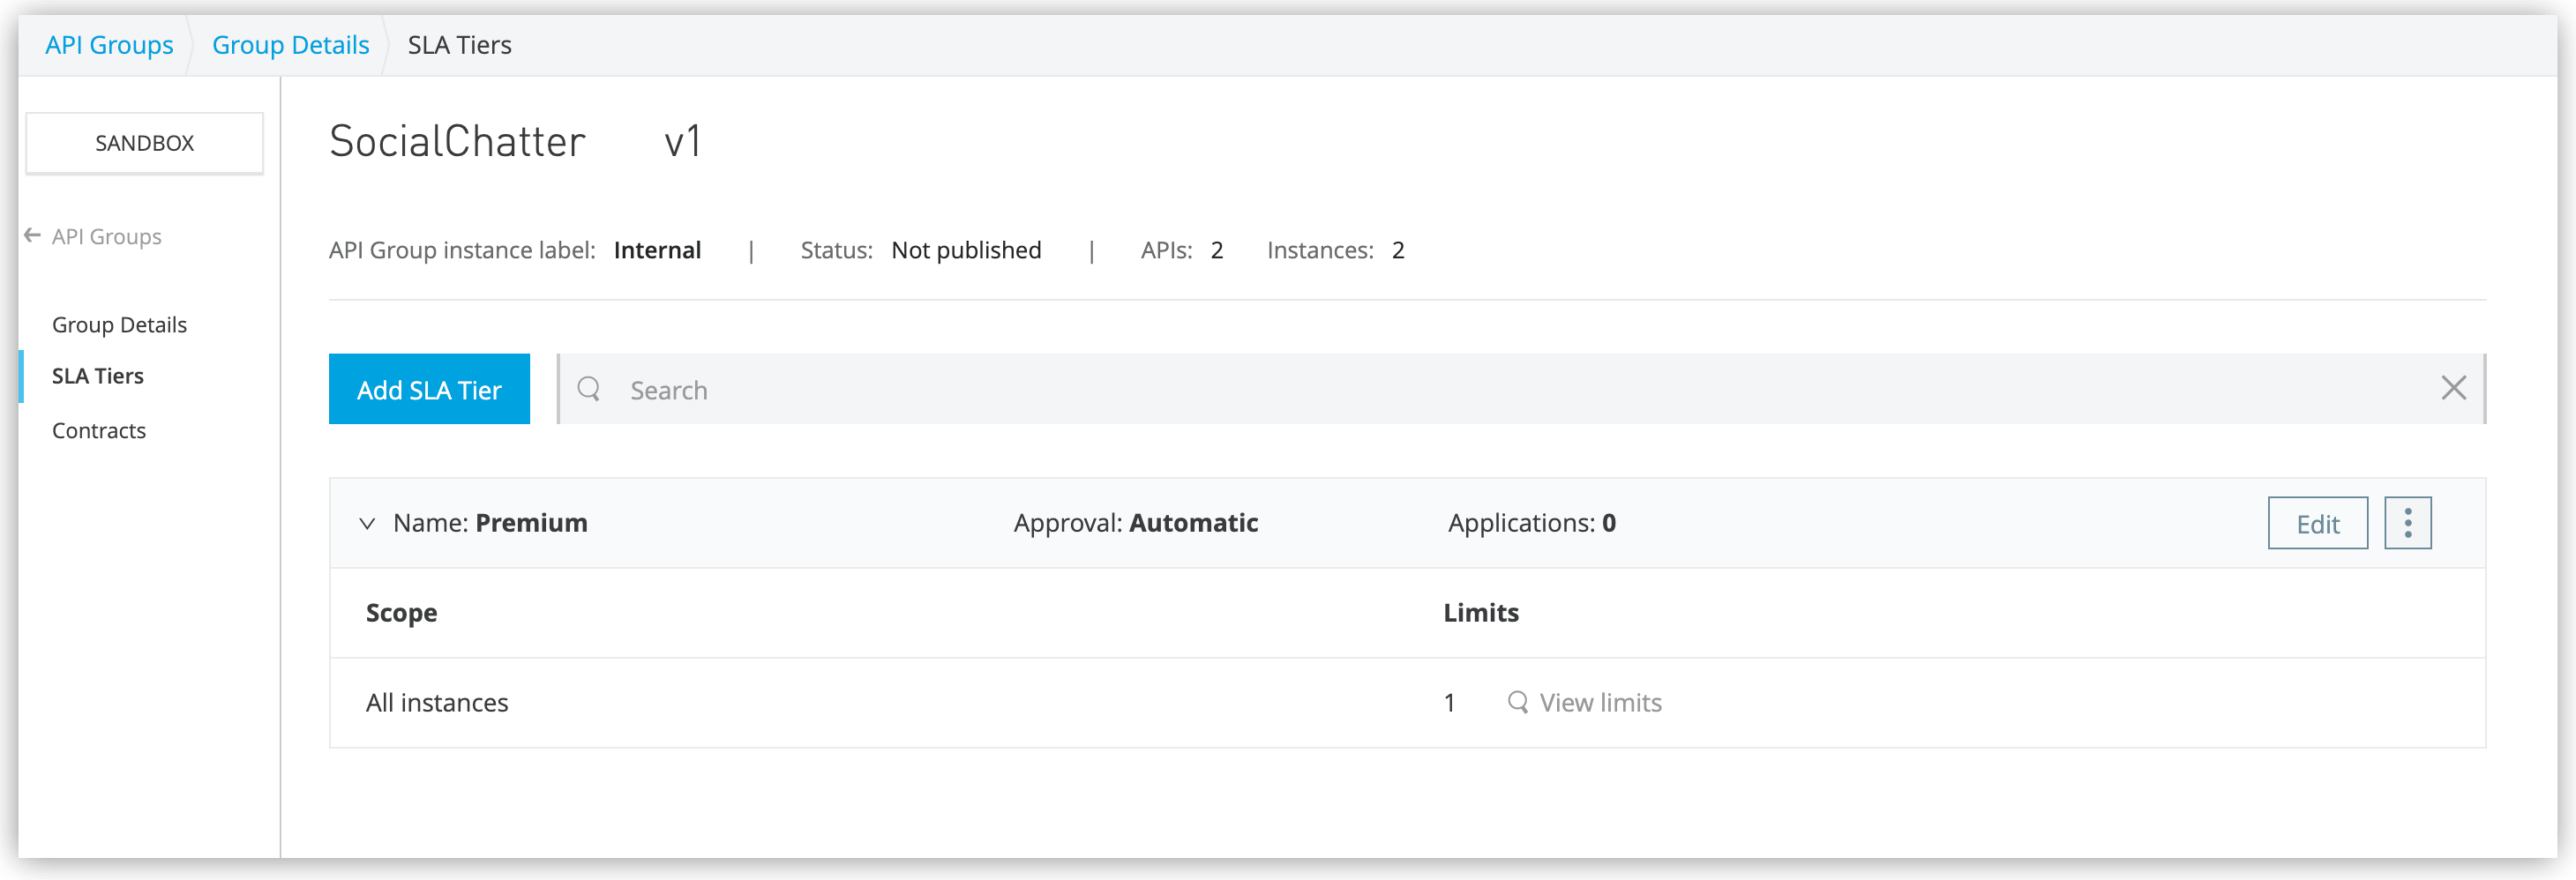 API Groups Group Details SLA Tiers
SANDBOX
API Groups
Group Details
SLA Tiers
Contracts
SocialChatter v1
API Group instance label: Internal | Status: Not published | APIs: 2 Instances: 2
Add SLA Tier Search
Name: Premium Approval: Automatic Applications: 0 Edit
Scope Limits
All instances 1 View limits